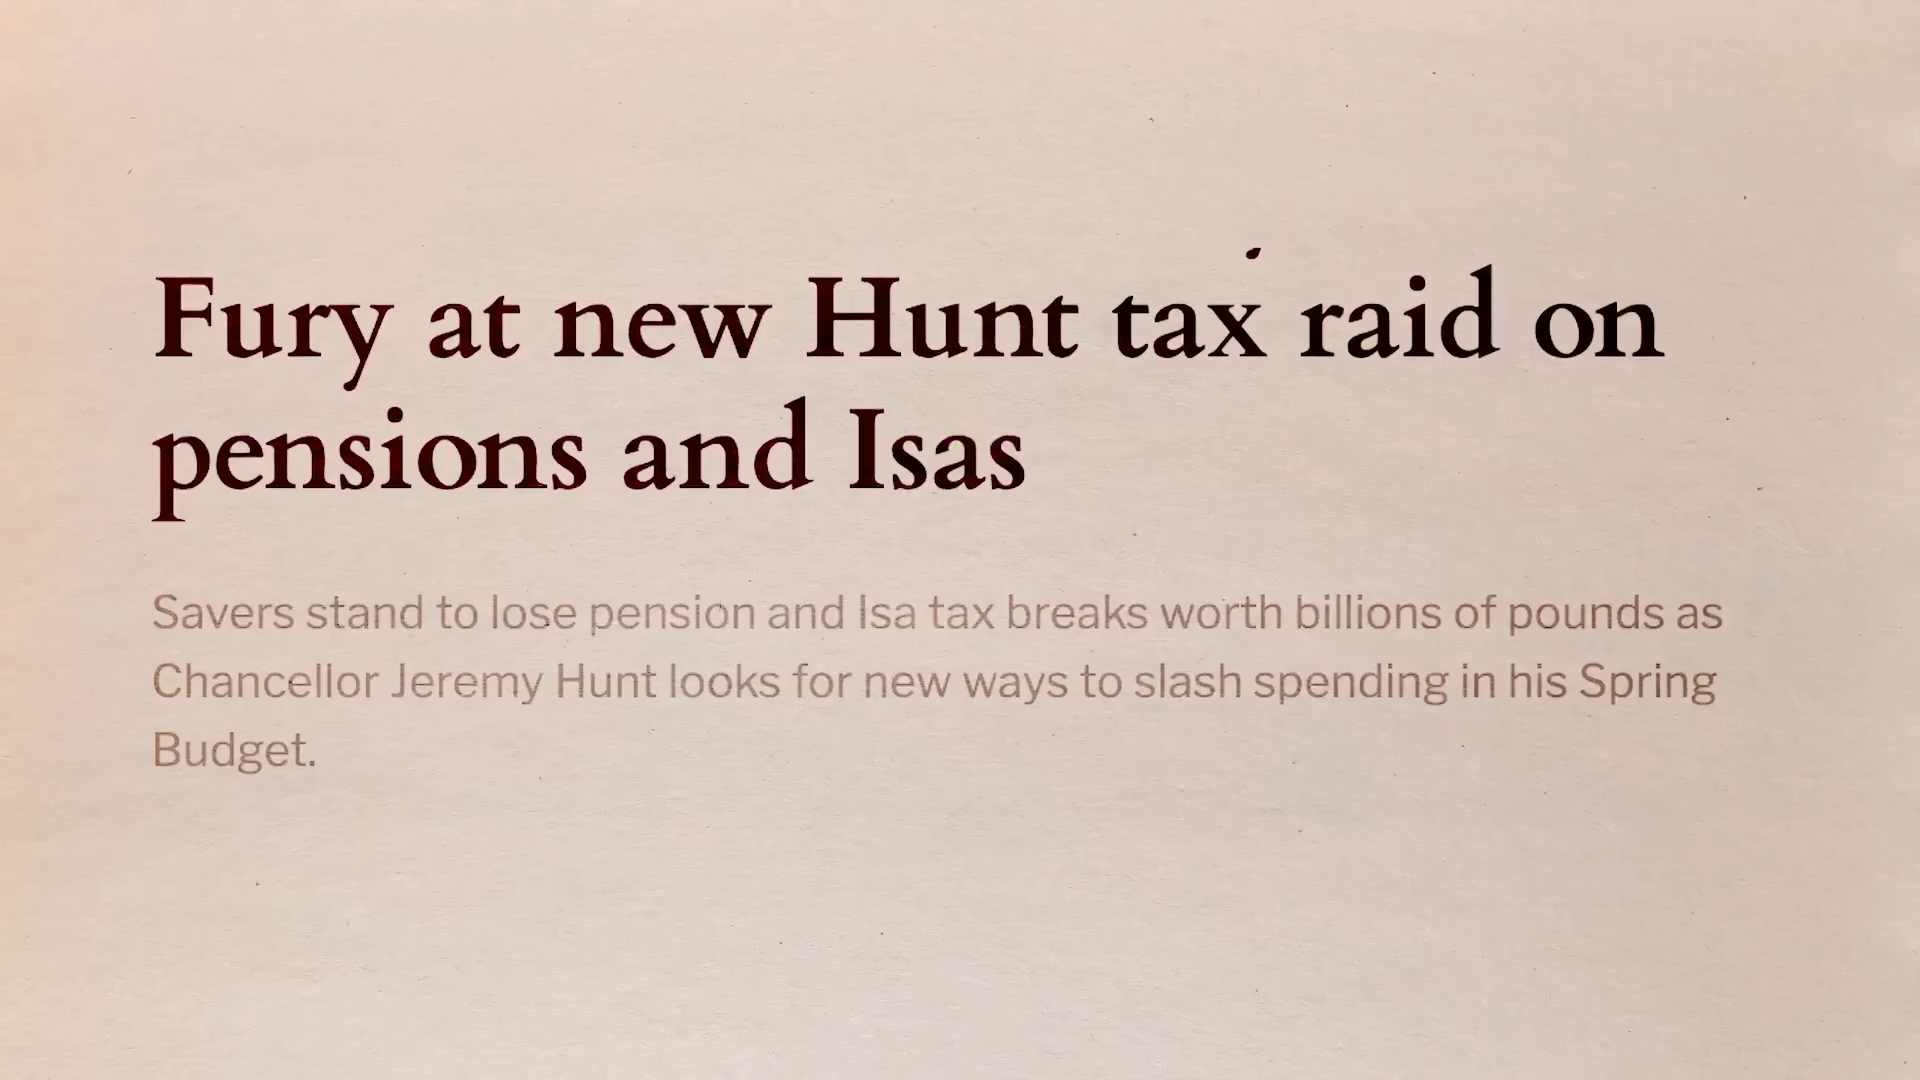 Fury at new Hunt tax raid on
pensions and Isas
Savers stand to lose pension and Isa tax breaks worth billions of pounds as
Chancellor Jeremy Hunt looks for new ways to slash spending in his Spring
Budget.